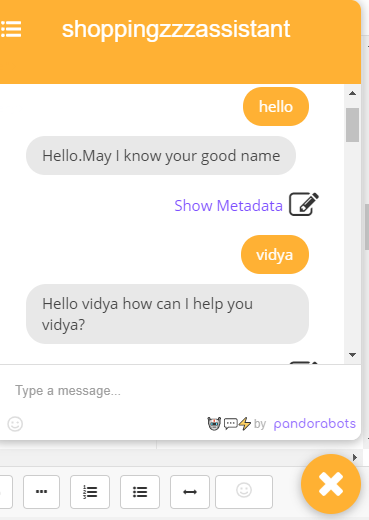 shoppingzzzassistant
hello
Hello.May I know your good name
Show Metadata
vidya
Hello vidya how can I help you
vidya?
Type a message...
by pandorabots